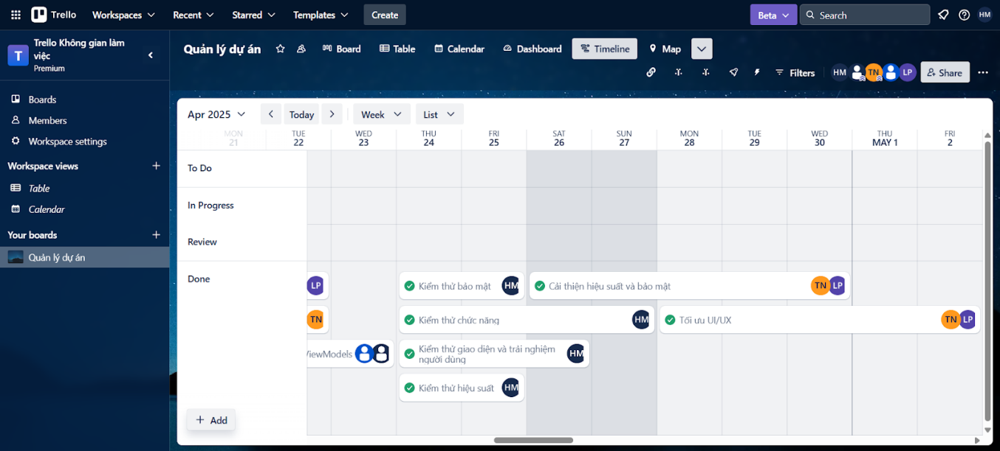 Trello Workspaces Recent Starred Templates Create Beta Search HM
T Trello Không gian làm việc
Premium
Quản lý dự án Board Table Calendar Dashboard Timeline Map
Filters HM TN LP Share
Boards
Members
Workspace settings
Workspace views
Table
Calendar
Your boards
Quản lý dự án
Apr 2025 Today Week List
MON TUE WED THU FRI SAT SUN MON TUE WED THU FRI
21 22 23 24 25 26 27 28 29 30 MAY 1 2
To Do
In Progress
Review
Done
LP Kiểm thử bảo mật HM Cải thiện hiệu suất và bảo mật TN LP
TN Kiểm thử chức năng HM Tối ưu UI/UX TN LP
ViewModels Kiểm thử giao diện và trải nghiệm
người dùng HM
Kiểm thử hiệu suất HM
Add